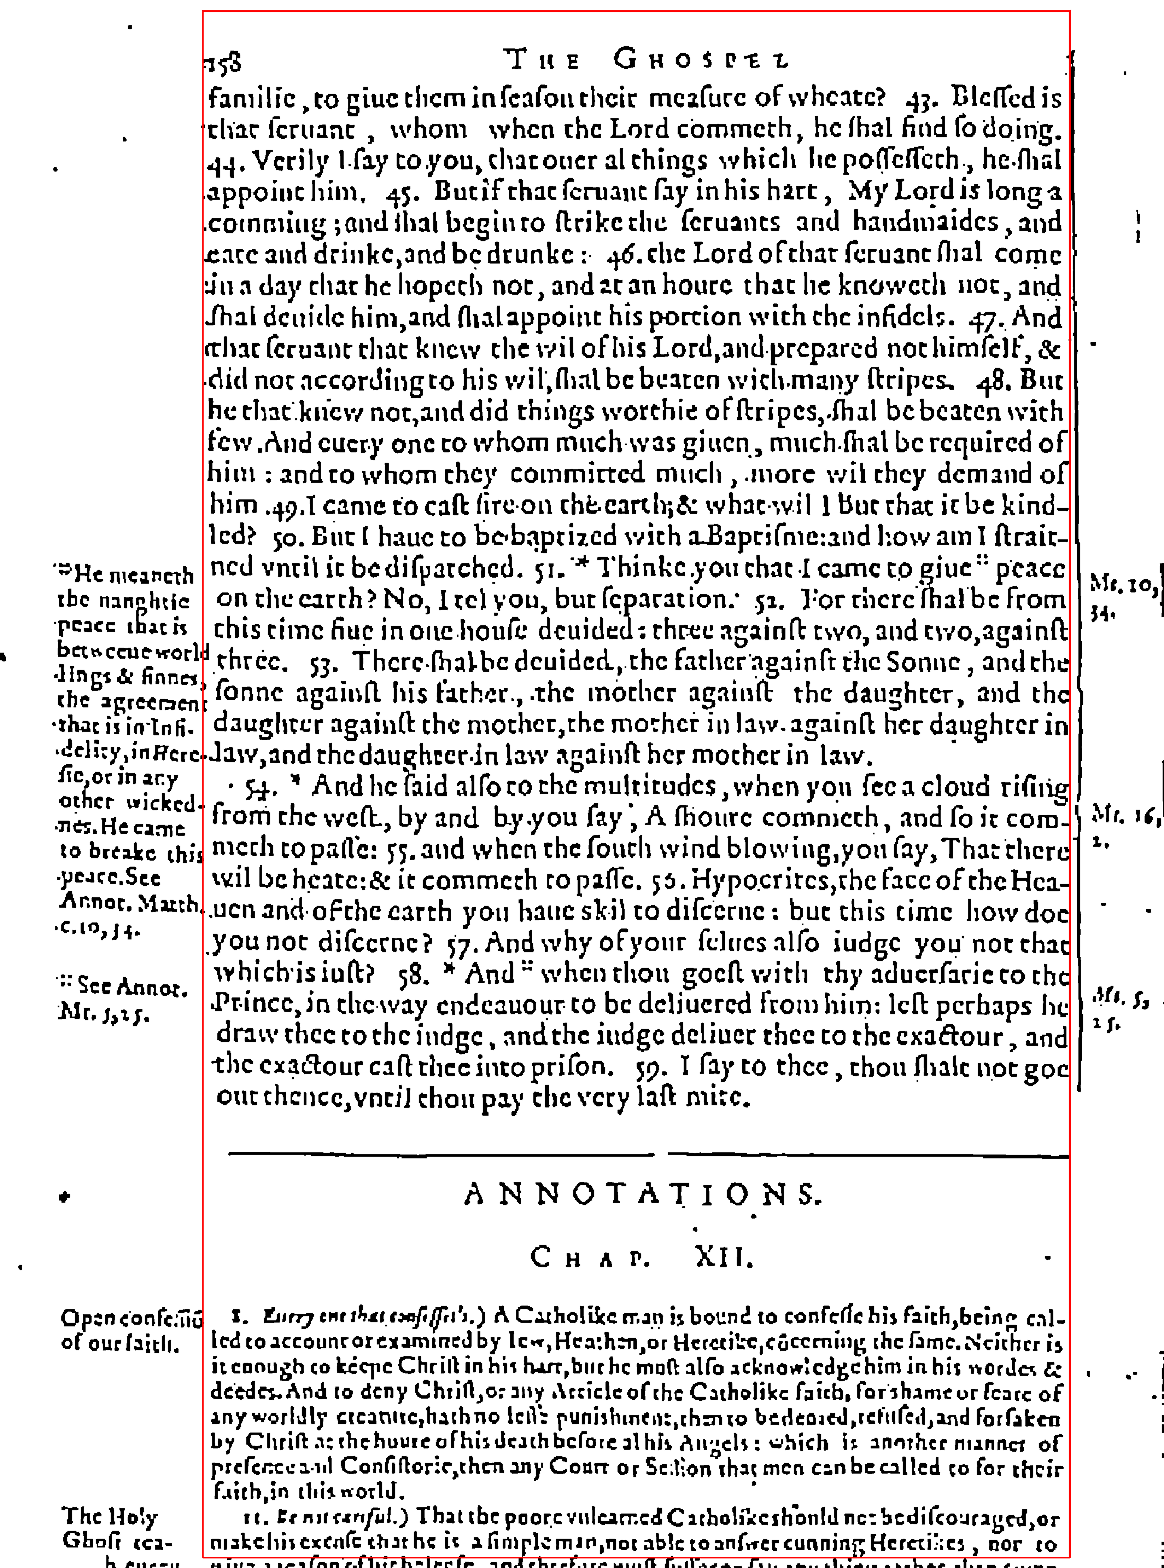 158 THE GHOSPEL
familie, to giue them in ſeaſon their meaſure of wheate? 43. Bleſſed is
that ſeruant, whom when the Lord commeth, he ſhal find ſo doing.
44. Verily I ſay to you, that ouer al things which he poſſeſſeth, he ſhal
appoint him. 45. But if that ſeruant ſay in his hart, My Lord is long a
comming; and ſhal begin to ſtrike the ſeruants and handmaides, and
eate and drinke, and be drunke: 46. the Lord of that ſeruant ſhal come
in a day that he hopeth not, and at an houre that he knoweth not, and
ſhal deuide him, and ſhal appoint his portion with the infidels. 47. And
that ſeruant that knew the wil of his Lord, and prepared not himſelf, &
did not according to his wil, ſhal be beaten with many ſtripes. 48. But
he that knew not, and did things worthie of ſtripes, ſhal be beaten with
few. And euery one to whom much was giuen, much ſhal be required of
him: and to whom they committed much, more wil they demand of
him. 49. I came to caſt fire on the earth; & what wil I but that it be kind-
led? 50. But I haue to be baptized with a Baptiſme: and how am I ſtrait-
ned vntil it be diſpatched. 51. * Thinke you that I came to giue :: peace
on the earth? No, I tel you, but ſeparation. 52. For there ſhal be from
this time fiue in one houſe deuided: three againſt two, and two, againſt
three. 53. There ſhal be deuided, the father againſt the Sonne, and the
ſonne againſt his father, the mother againſt the daughter, and the
daughter againſt the mother, the mother in law againſt her daughter in
law, and the daughter in law againſt her mother in law.
54. * And he ſaid alſo to the multitudes, when you ſee a cloud riſing
from the weſt, by and by you ſay, A ſhoure commeth, and ſo it com-
meth to paſſe: 55. and when the ſouth wind blowing, you ſay, That there
wil be heate: & it commeth to paſſe. 56. Hypocrites, the face of the Hea-
uen and of the earth you haue skil to diſcerne: but this time how doe
you not diſcerne? 57. And why of your ſelues alſo iudge you not that
which is iuſt? 58. * And :: when thou goeſt with thy aduerſarie to the
Prince, in the way endeauour to be deliuered from him: leſt perhaps he
draw thee to the iudge, and the iudge deliuer thee to the exactour, and
the exactour caſt thee into priſon. 59. I ſay to thee, thou ſhalt not goe
out thence, vntil thou pay the very laſt mite.
:: He meaneth
the naughtie
peace that is
betweene world
lings & ſinnes,
the agreement
that is in Infi-
delity, in Here-
ſie, or in any
other wicked-
nes. He came
to breake this
peace. See
Annot. Matth.
c. 10, 34.
:: See Annot.
Mt. 5, 25.
Mt. 10,
34.
Mt. 16,
2.
Mt. 5,
25.
ANNOTATIONS.
CHAP. XII.
Open confeſſiō
of our faith.
1. Euery one that confeſſeth.) A Catholike man is bound to confeſſe his faith, being cal-
led to account or examined by Iew, Heathen, or Heretike, cōcerning the ſame. Neither is
it enough to keepe Chriſt in his hart, but he muſt alſo acknowledge him in his wordes &
deedes. And to deny Chriſt, or any Article of the Catholike faith, for shame or feare of
any worldly creature, hath no leſſe punishment, then to be denied, refuſed, and forſaken
by Chriſt at the houre of his death before al his Angels: which is another manner of
preſence and Conſiſtorie, then any Court or Seſſion that men can be called to for their
faith, in this world.
The Holy
Ghoſt tea-
11. Be not careful.) That the poore vnlearned Catholike should not be diſcouraged, or
make his excuſe that he is a ſimple man, not able to anſwer cunning Heretikes, nor to